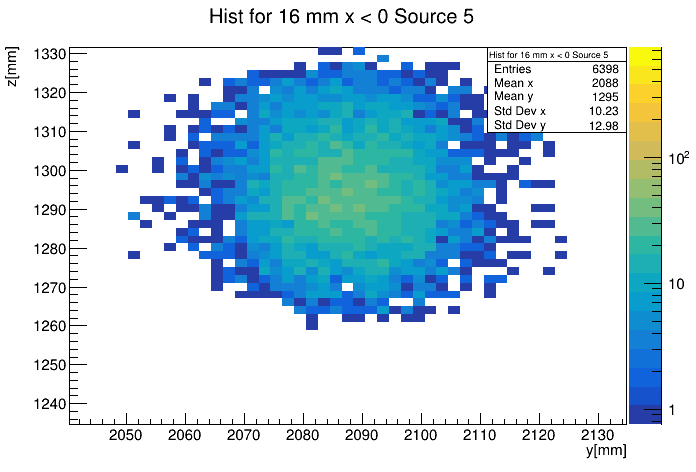 Hist for 16 mm x < 0 Source 5
z[mm]
1330
1320
1310
1300
1290
1280
1270
1260
1250
1240
2050 2060 2070 2080 2090 2100 2110 2120 2130
y[mm]
Hist for 16 mm x < 0 Source 5
Entries 6398
Mean x 2088
Mean y 1295
Std Dev x 10.23
Std Dev y 12.98
10²
10
1